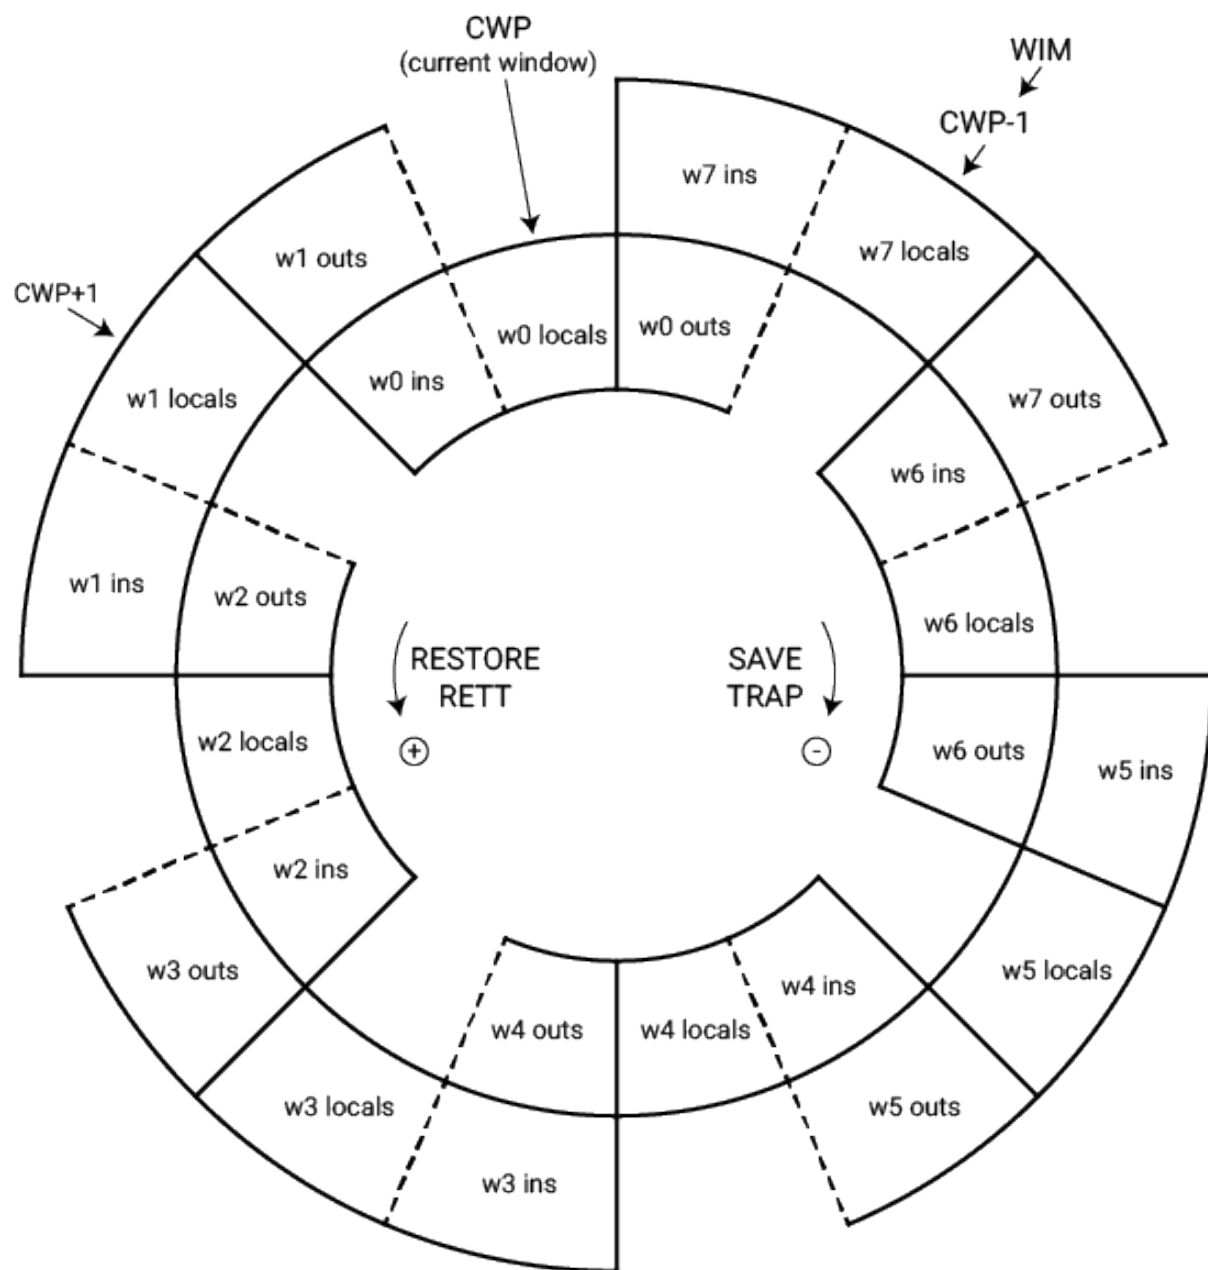 CWP
(current window)
WIM
CWP-1
w7 ins
w7 locals
w1 outs
CWP+1
w0 locals
w0 outs
w0 ins
w1 locals
w7 outs
w6 ins
w1 ins
w2 outs
w6 locals
RESTORE
RETT
+
SAVE
TRAP
-
w2 locals
w6 outs
w5 ins
w2 ins
w3 outs
w5 locals
w4 ins
w4 outs
w4 locals
w3 locals
w5 outs
w3 ins